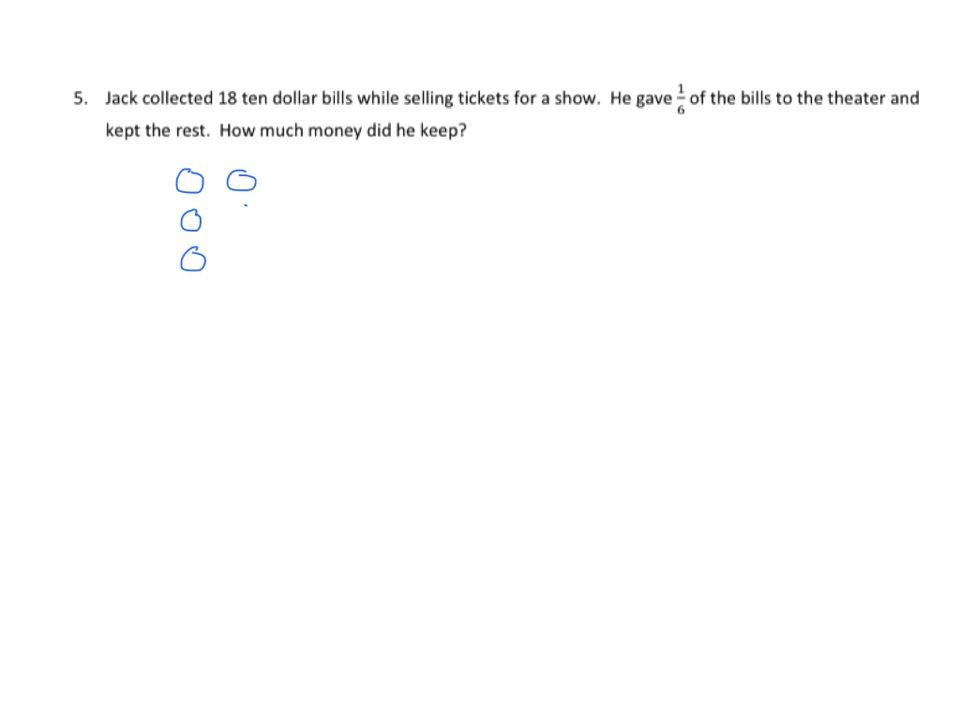 5. Jack collected 18 ten dollar bills while selling tickets for a show. He gave 1/6 of the bills to the theater and
kept the rest. How much money did he keep?